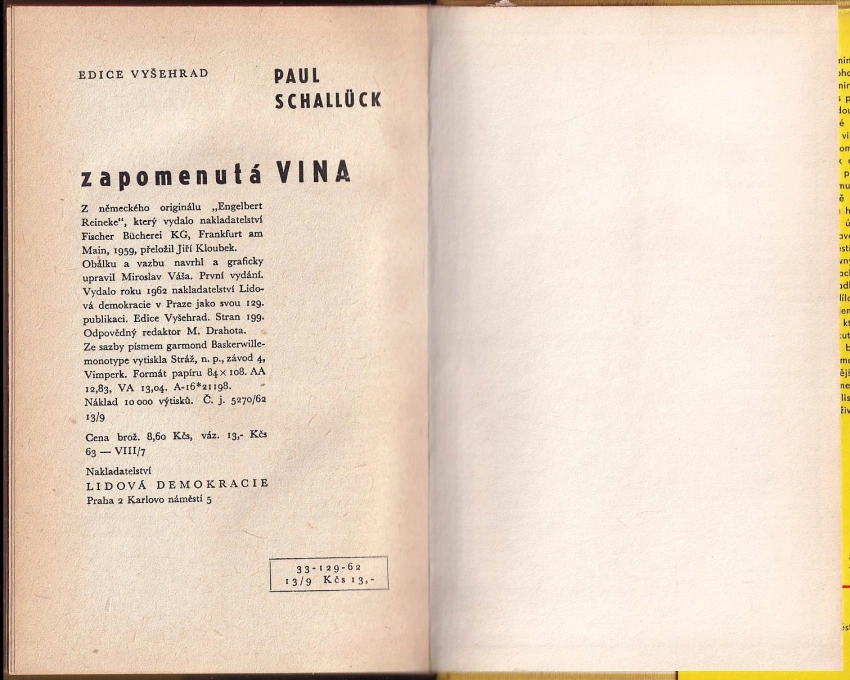 EDICE VYŠEHRAD
PAUL
SCHALLÜCK
zapomenutá VINA
Z německého originálu „Engelbert
Reineke“, který vydalo nakladatelství
Fischer Bücherei KG, Frankfurt am
Main, 1959, přeložil Jiří Kloubek.
Obálku a vazbu navrhl a graficky
upravil Miroslav Váša. První vydání.
Vydalo roku 1962 nakladatelství Lido-
vá demokracie v Praze jako svou 129.
publikaci. Edice Vyšehrad. Stran 199.
Odpovědný redaktor M. Drahota.
Ze sazby písmem garmond Baskerwille-
monotype vytiskla Stráž, n. p., závod 4,
Vimperk. Formát papíru 84×108. AA
12,83, VA 13,04. A-16*21198.
Náklad 10 000 výtisků. Č. j. 5270/62
13/9
Cena brož. 8,60 Kčs, váz. 13,- Kčs
63 — VIII/7
Nakladatelství
LIDOVÁ DEMOKRACIE
Praha 2 Karlovo náměstí 5
33-129-62
13/9 Kčs 13,-